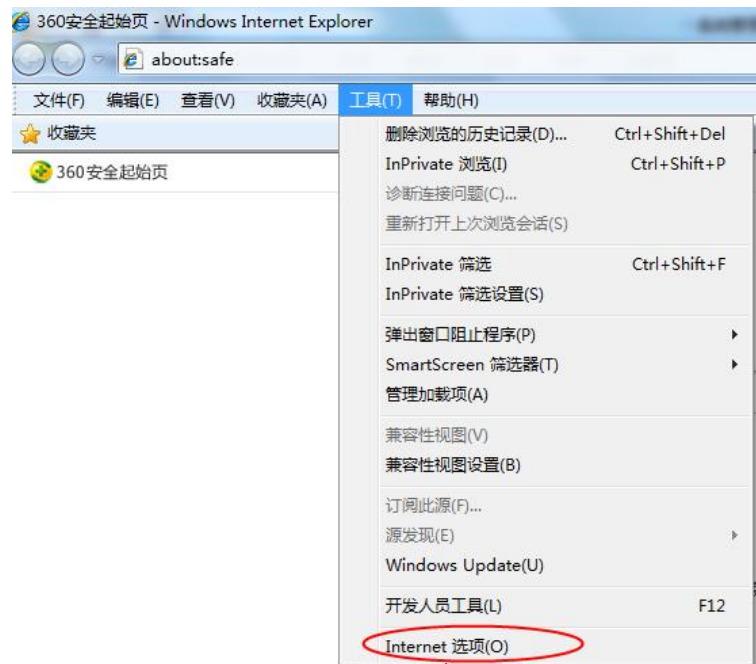 360安全起始页 - Windows Internet Explorer
about:safe
文件(F) 编辑(E) 查看(V) 收藏夹(A) 工具(T) 帮助(H)
收藏夹
360安全起始页
删除浏览的历史记录(D)... Ctrl+Shift+Del
InPrivate 浏览(I) Ctrl+Shift+P
诊断连接问题(C)...
重新打开上次浏览会话(S)
InPrivate 筛选 Ctrl+Shift+F
InPrivate 筛选设置(S)
弹出窗口阻止程序(P)
SmartScreen 筛选器(T)
管理加载项(A)
兼容性视图(V)
兼容性视图设置(B)
订阅此源(F)...
源发现(E)
Windows Update(U)
开发人员工具(L) F12
Internet 选项(O)